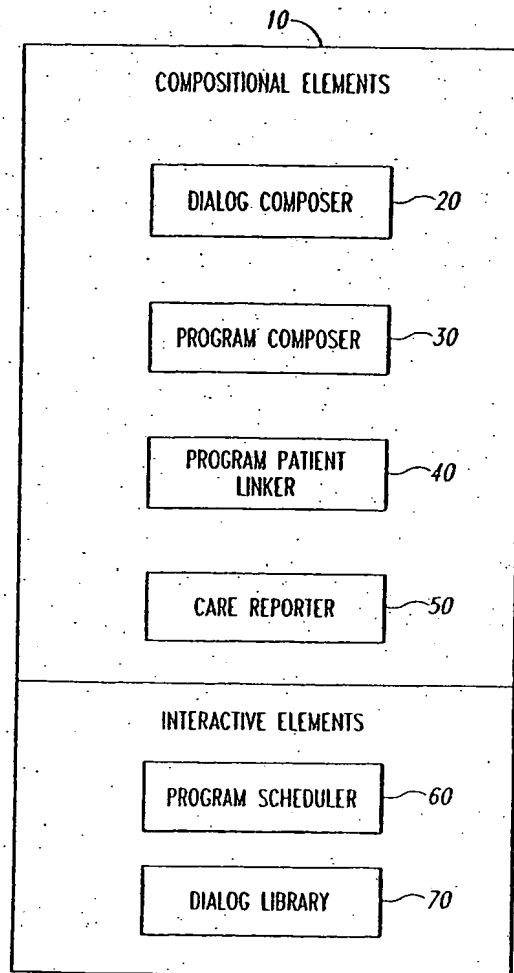 10
COMPOSITIONAL ELEMENTS
DIALOG COMPOSER
20
PROGRAM COMPOSER
30
PROGRAM PATIENT
LINKER
40
CARE REPORTER
50
INTERACTIVE ELEMENTS
PROGRAM SCHEDULER
60
DIALOG LIBRARY
70